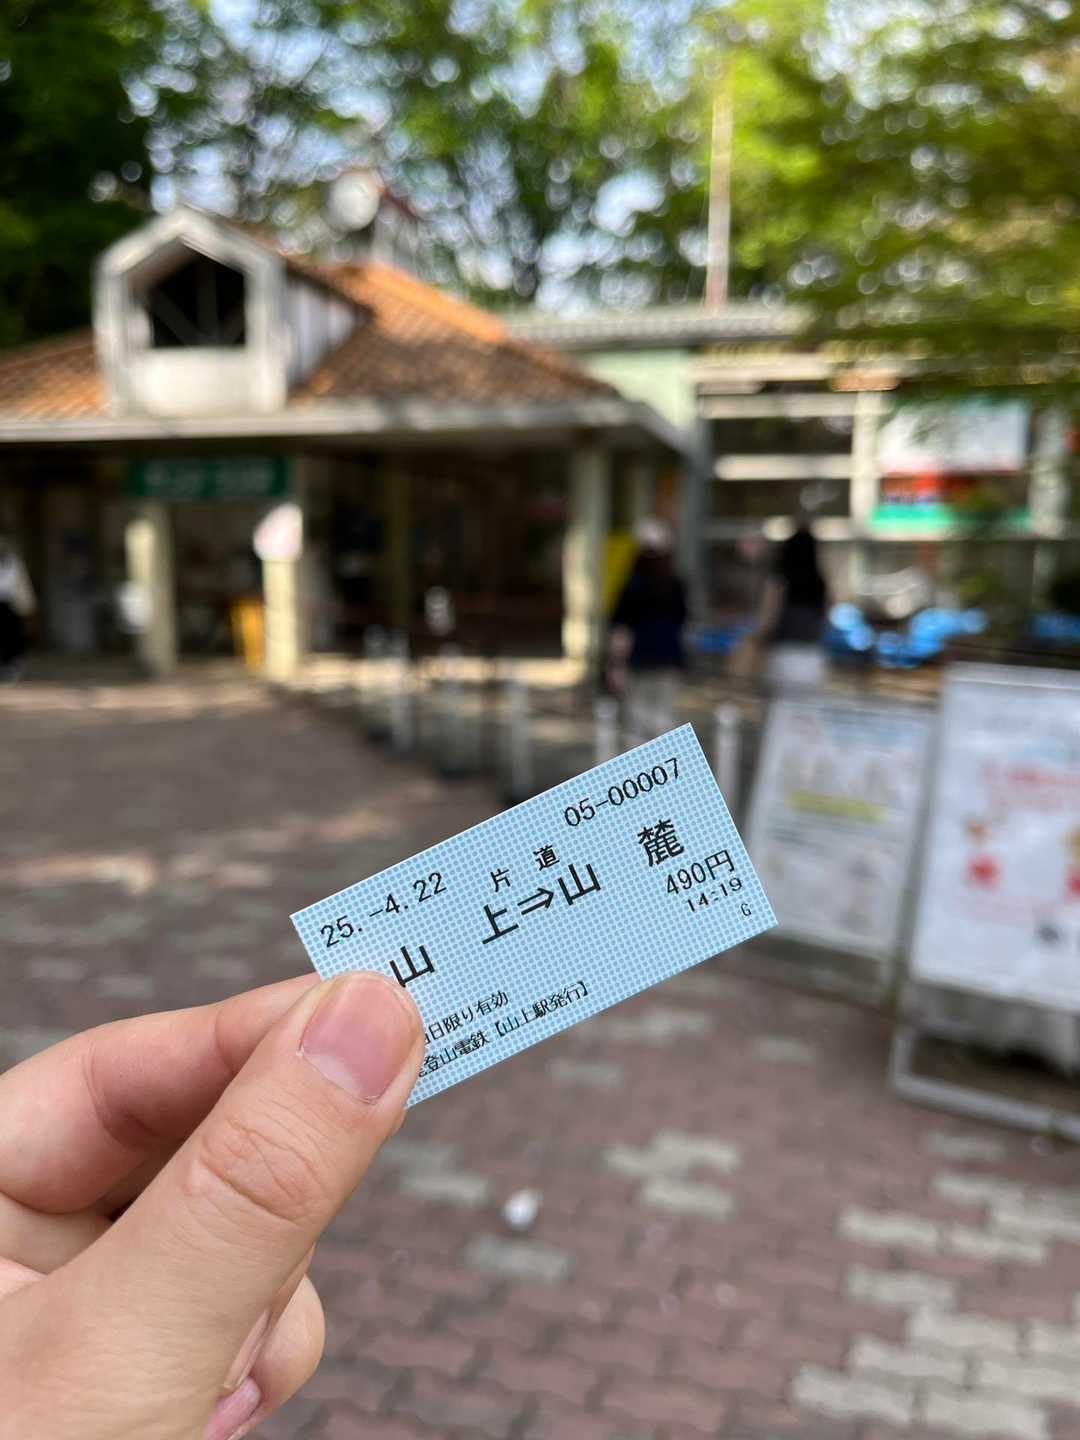 05-00007
25.-4.22
片道
山上⇒山麓
490円
14:19
6
日限り有効
登山電鉄【山上駅発行】